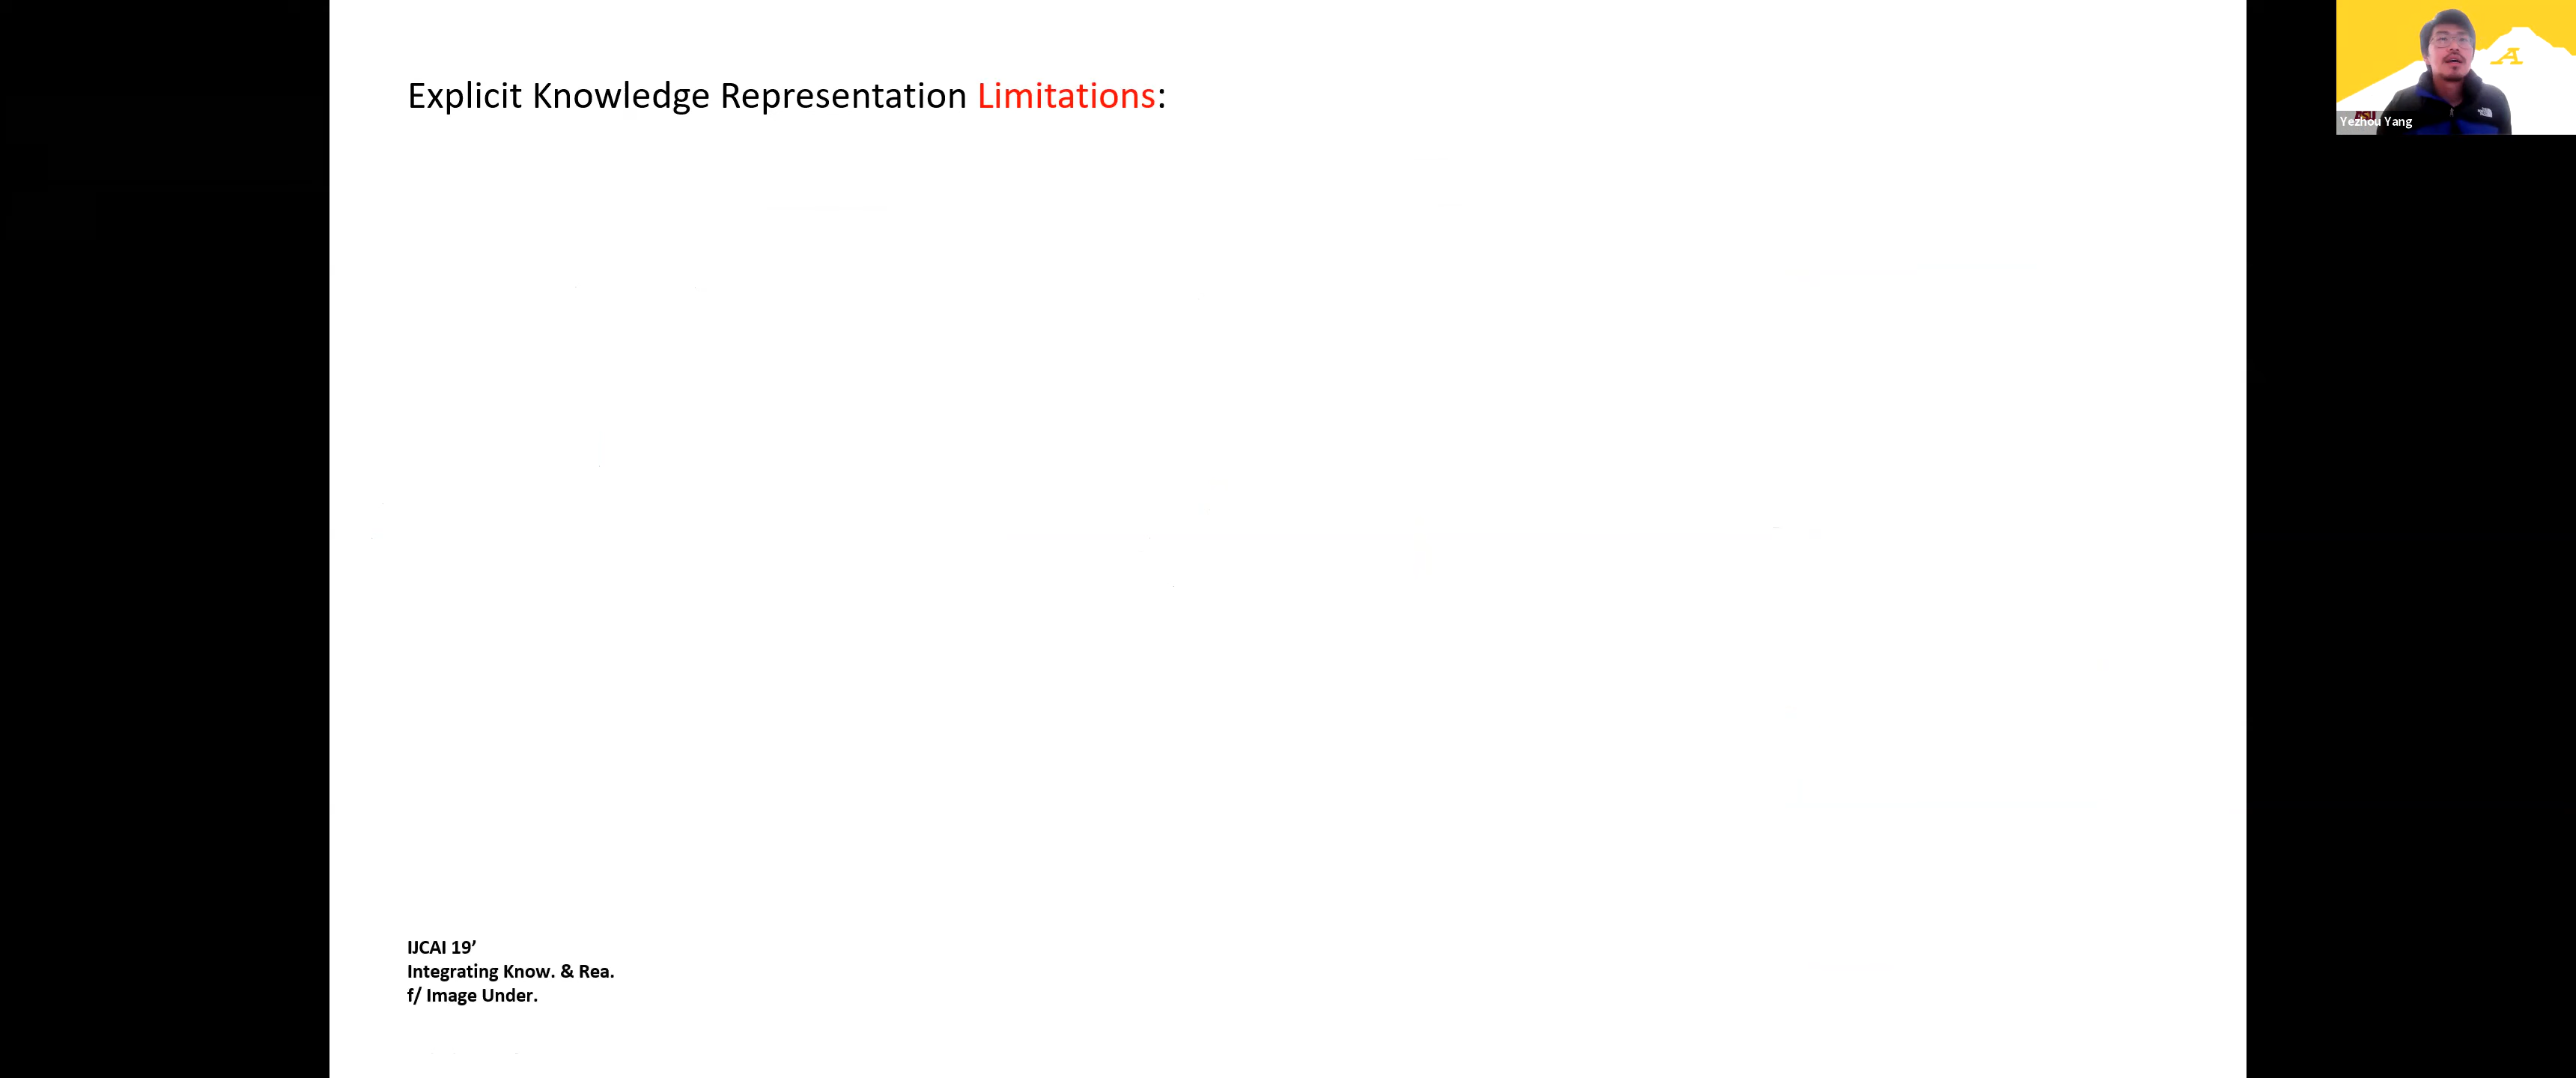 Explicit Knowledge Representation Limitations:
A
Yezhou Yang
IJCAI 19’
Integrating Know. & Rea.
f/ Image Under.